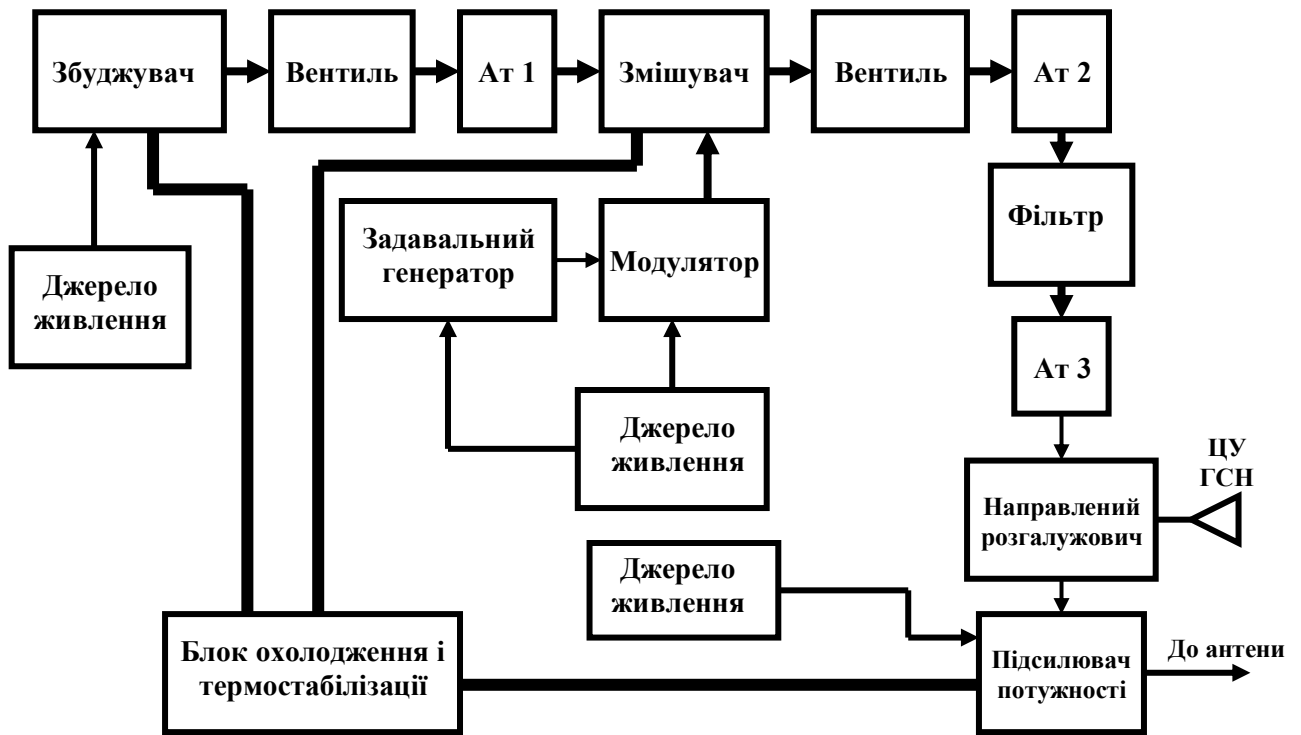 Збуджувач
Вентиль
Ат 1
Змішувач
Вентиль
Ат 2
Фільтр
Задавальний
генератор
Модулятор
Джерело
живлення
Ат 3
Джерело
живлення
ЦУ
ГСН
Направлений
розгалужович
Джерело
живлення
Блок охолодження і
термостабілізації
Підсилювач
потужності
До антени